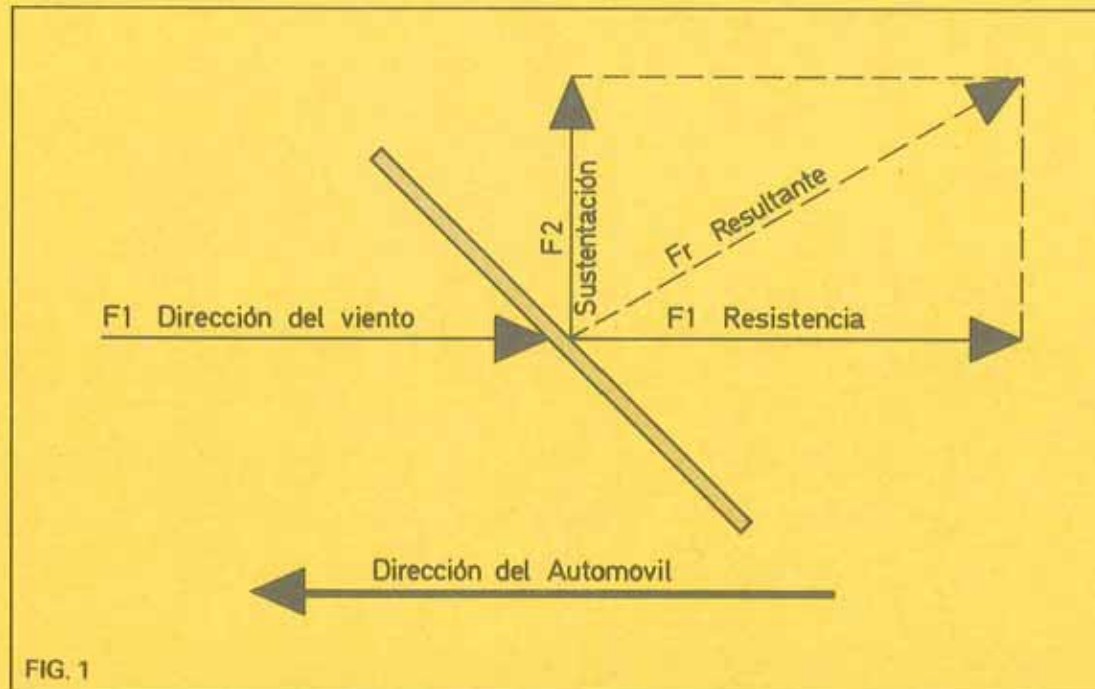 F2
Sustentación
Fr Resultante
F1 Dirección del viento
F1 Resistencia
Dirección del Automovil
FIG. 1